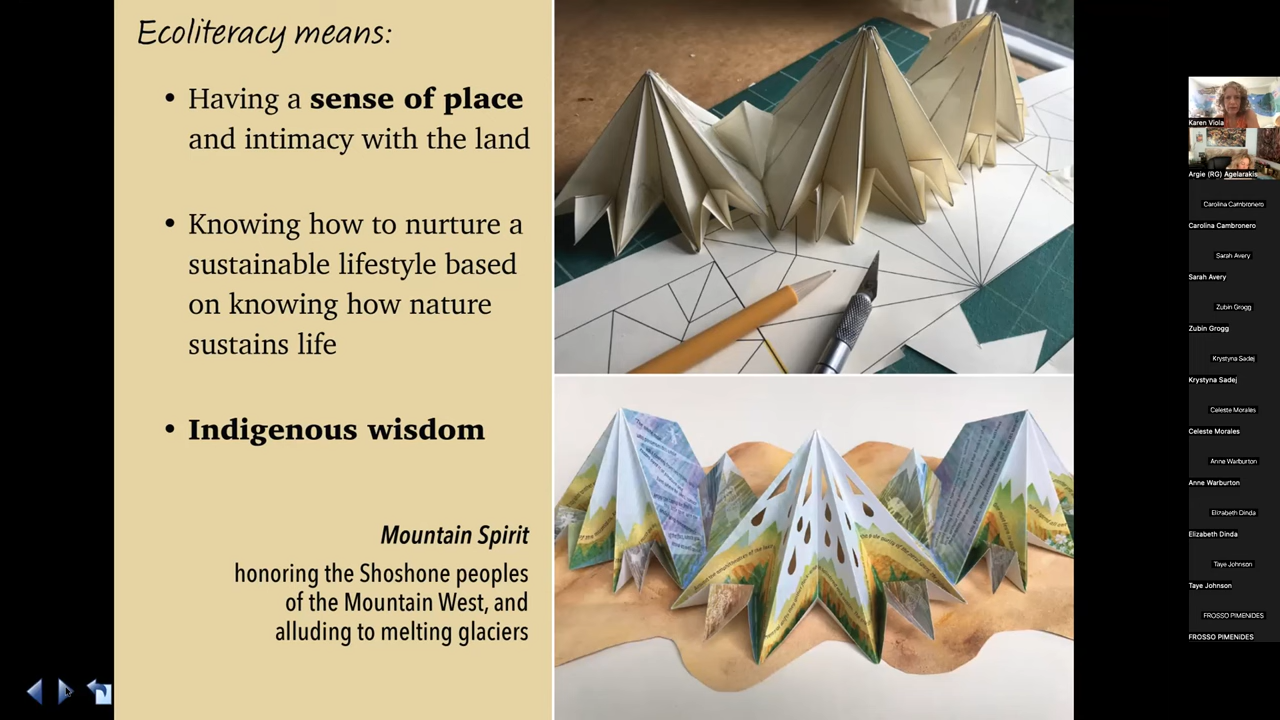 Ecoliteracy means:
• Having a sense of place
and intimacy with the land
• Knowing how to nurture a
sustainable lifestyle based
on knowing how nature
sustains life
• Indigenous wisdom
Mountain Spirit
honoring the Shoshone peoples
of the Mountain West, and
alluding to melting glaciers
Karen Viola
Argie (RG) Agelarakis
Carolina Cambronero
Carolina Cambronero
Sarah Avery
Sarah Avery
Zubin Grogg
Zubin Grogg
Krystyna Sadej
Krystyna Sadej
Celeste Morales
Celeste Morales
Anne Warburton
Anne Warburton
Elizabeth Dinda
Elizabeth Dinda
Taye Johnson
Taye Johnson
FROSSO PIMENIDES
FROSSO PIMENIDES